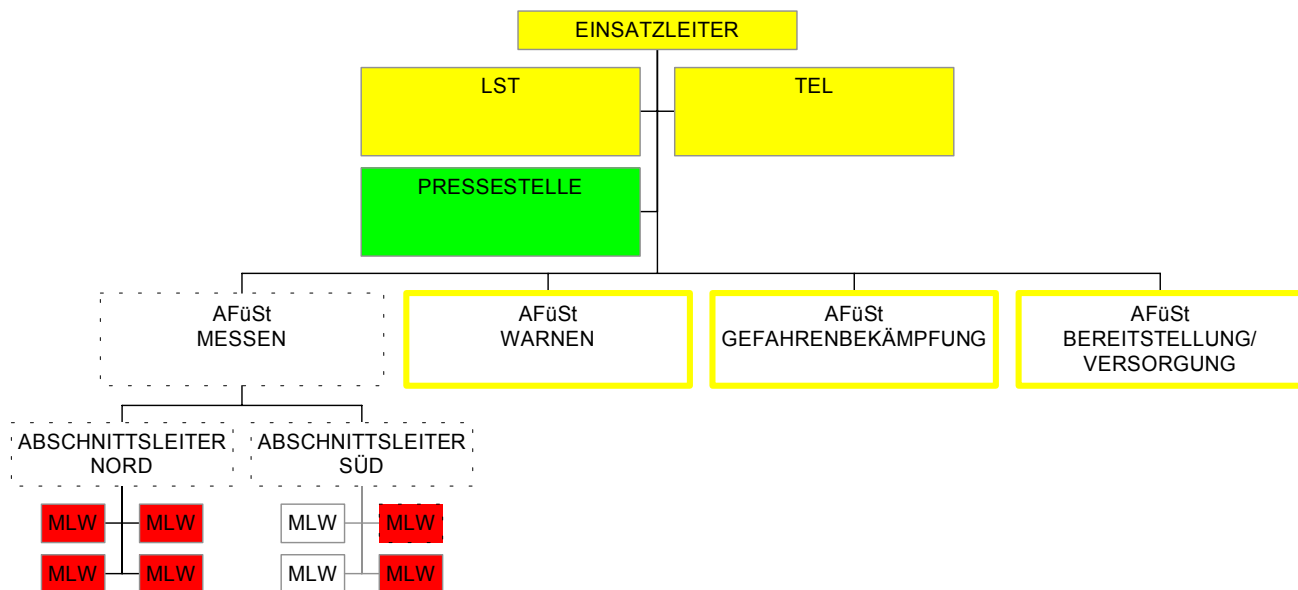 EINSATZLEITER
LST
TEL
PRESSESTELLE
AFüSt
MESSEN
AFüSt
WARNEN
AFüSt
GEFAHRENBEKÄMPFUNG
AFüSt
BEREITSTELLUNG/
VERSORGUNG
ABSCHNITTSLEITER
NORD
ABSCHNITTSLEITER
SÜD
MLW
MLW
MLW
MLW
MLW
MLW
MLW
MLW